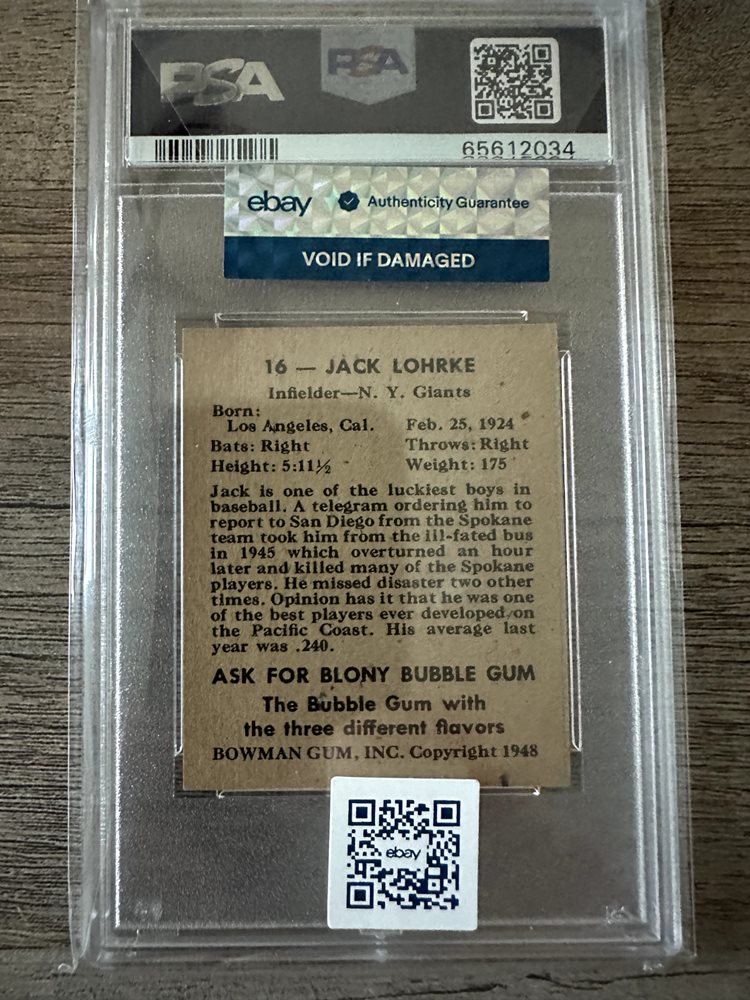 PSA
PSA
65612034
ebay Authenticity Guarantee
VOID IF DAMAGED
16 — JACK LOHRKE
Infielder—N. Y. Giants
Born:
Los Angeles, Cal. Feb. 25, 1924
Bats: Right Throws: Right
Height: 5:11½ Weight: 175
Jack is one of the luckiest boys in
baseball. A telegram ordering him to
report to San Diego from the Spokane
team took him from the ill-fated bus
in 1945 which overturned an hour
later and killed many of the Spokane
players. He missed disaster two other
times. Opinion has it that he was one
of the best players ever developed on
the Pacific Coast. His average last
year was .240.
ASK FOR BLONY BUBBLE GUM
The Bubble Gum with
the three different flavors
BOWMAN GUM, INC. Copyright 1948
ebay